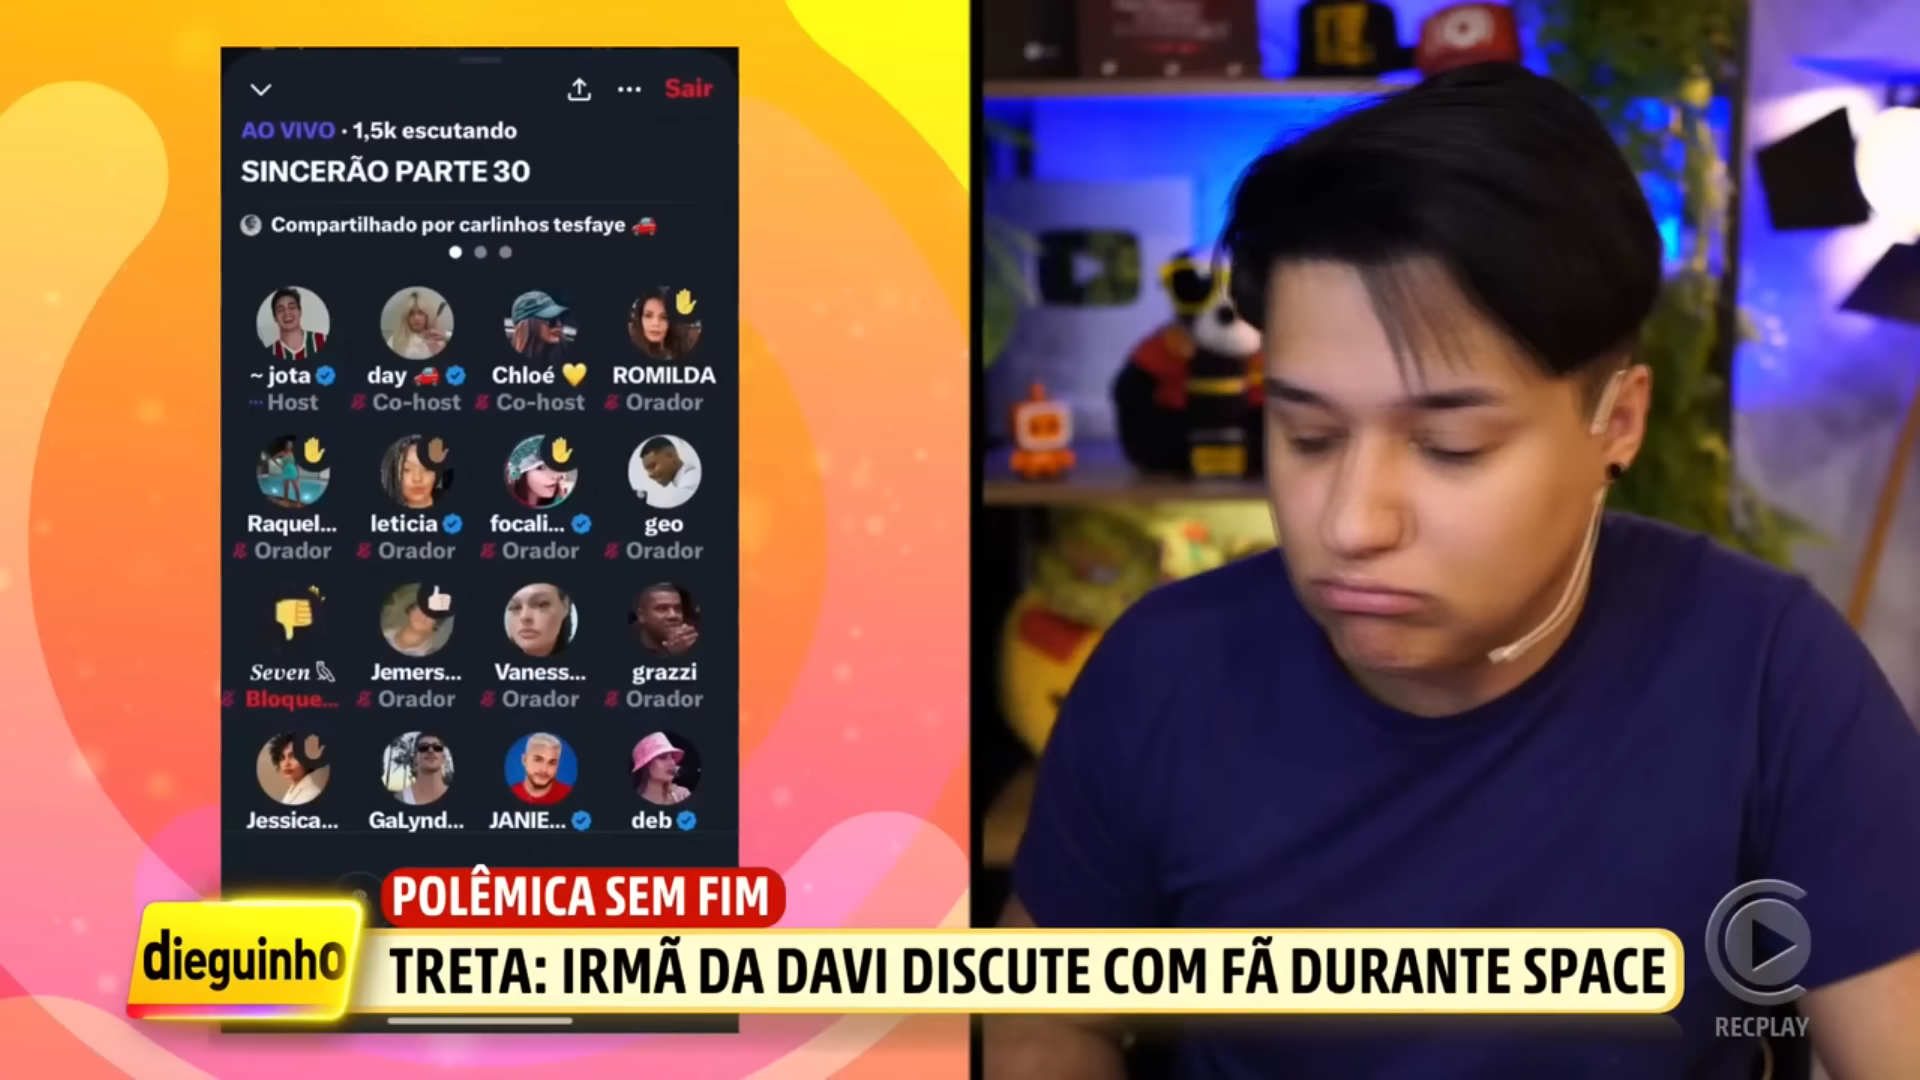 Sair
AO VIVO · 1,5k escutando
SINCERÃO PARTE 30
Compartilhado por carlinhos tesfaye 🚗
~ jota
day 🚗
Chloé 💛
ROMILDA
Host
Co-host
Co-host
Orador
Raquel...
leticia
focali...
geo
Orador
Orador
Orador
Orador
Seven
Jemers...
Vaness...
grazzi
Bloque...
Orador
Orador
Orador
Jessica...
GaLynd...
JANIE...
deb
POLÊMICA SEM FIM
dieguinho
TRETA: IRMÃ DA DAVI DISCUTE COM FÃ DURANTE SPACE
RECPLAY